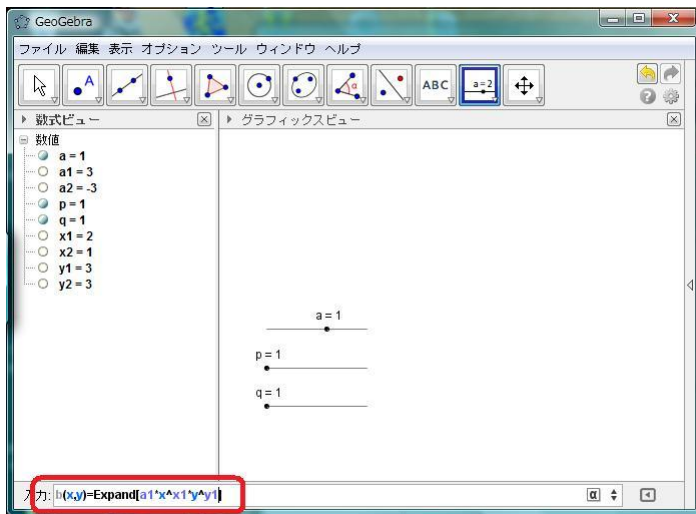 GeoGebra
ファイル 編集 表示 オプション ツール ウィンドウ ヘルプ
A α ABC a=2
数式ビュー
グラフィックスビュー
数値
a = 1
a1 = 3
a2 = -3
p = 1
q = 1
x1 = 2
x2 = 1
y1 = 3
y2 = 3
a = 1
p = 1
q = 1
入力: b(x,y)=Expand[a1*x^x1*y^y1] α